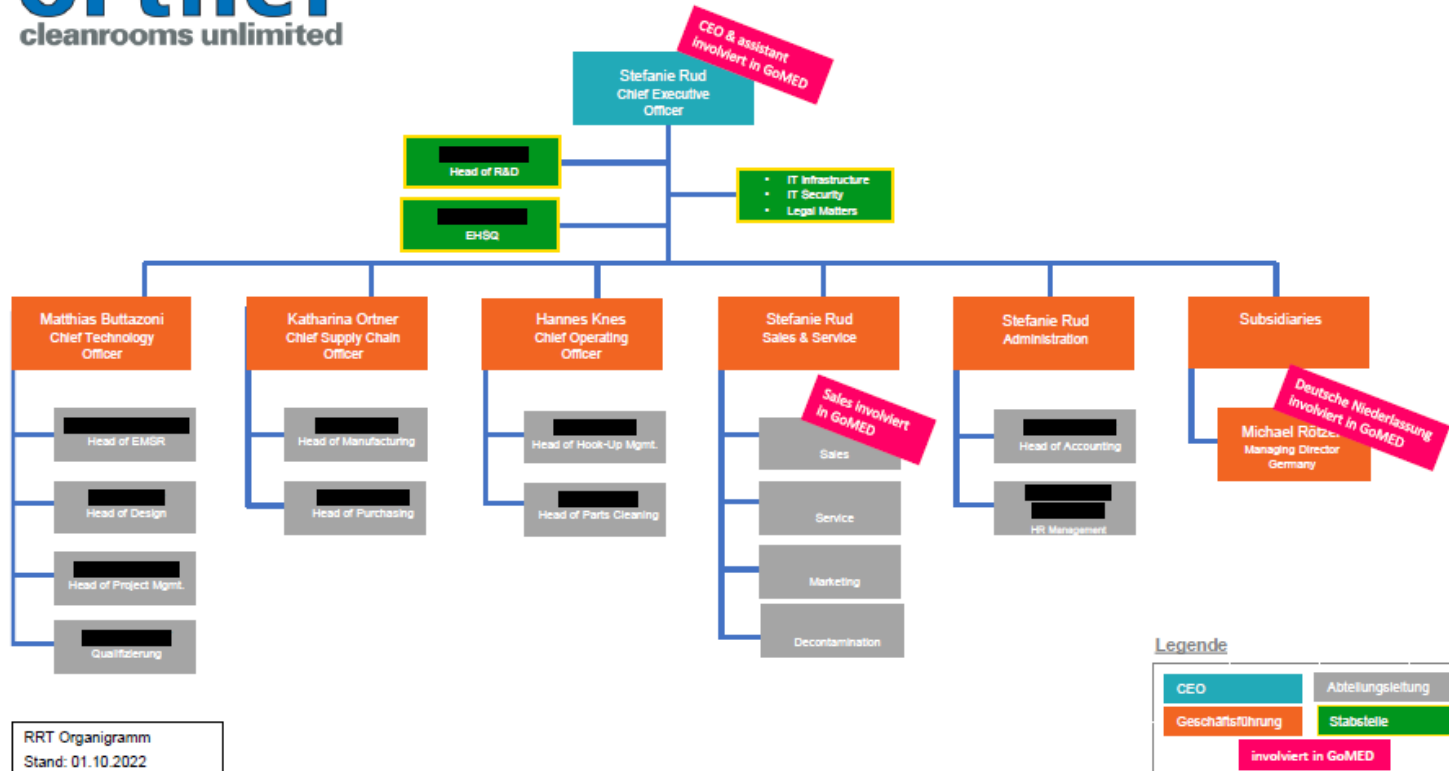 ortner
cleanrooms unlimited
CEO & assistant
involviert in GoMED
Stefanie Rud
Chief Executive
Officer
Head of R&D
• IT Infrastructure
• IT Security
• Legal Matters
EHSQ
Matthias Buttazoni
Chief Technology
Officer
Katharina Ortner
Chief Supply Chain
Officer
Hannes Knes
Chief Operating
Officer
Stefanie Rud
Sales & Service
Stefanie Rud
Administration
Subsidiaries
Head of EMSR
Head of Design
Head of Project Mgmt.
Qualifizierung
Head of Manufacturing
Head of Purchasing
Head of Hook-Up Mgmt.
Head of Parts Cleaning
Sales involviert
in GoMED
Sales
Service
Marketing
Decontamination
Head of Accounting
HR Management
Deutsche Niederlassung
involviert in GoMED
Michael
Managing Director
Germany
Legende
CEO
Abteilungsleitung
Geschäftsführung
Stabstelle
involviert in GoMED
RRT Organigramm
Stand: 01.10.2022